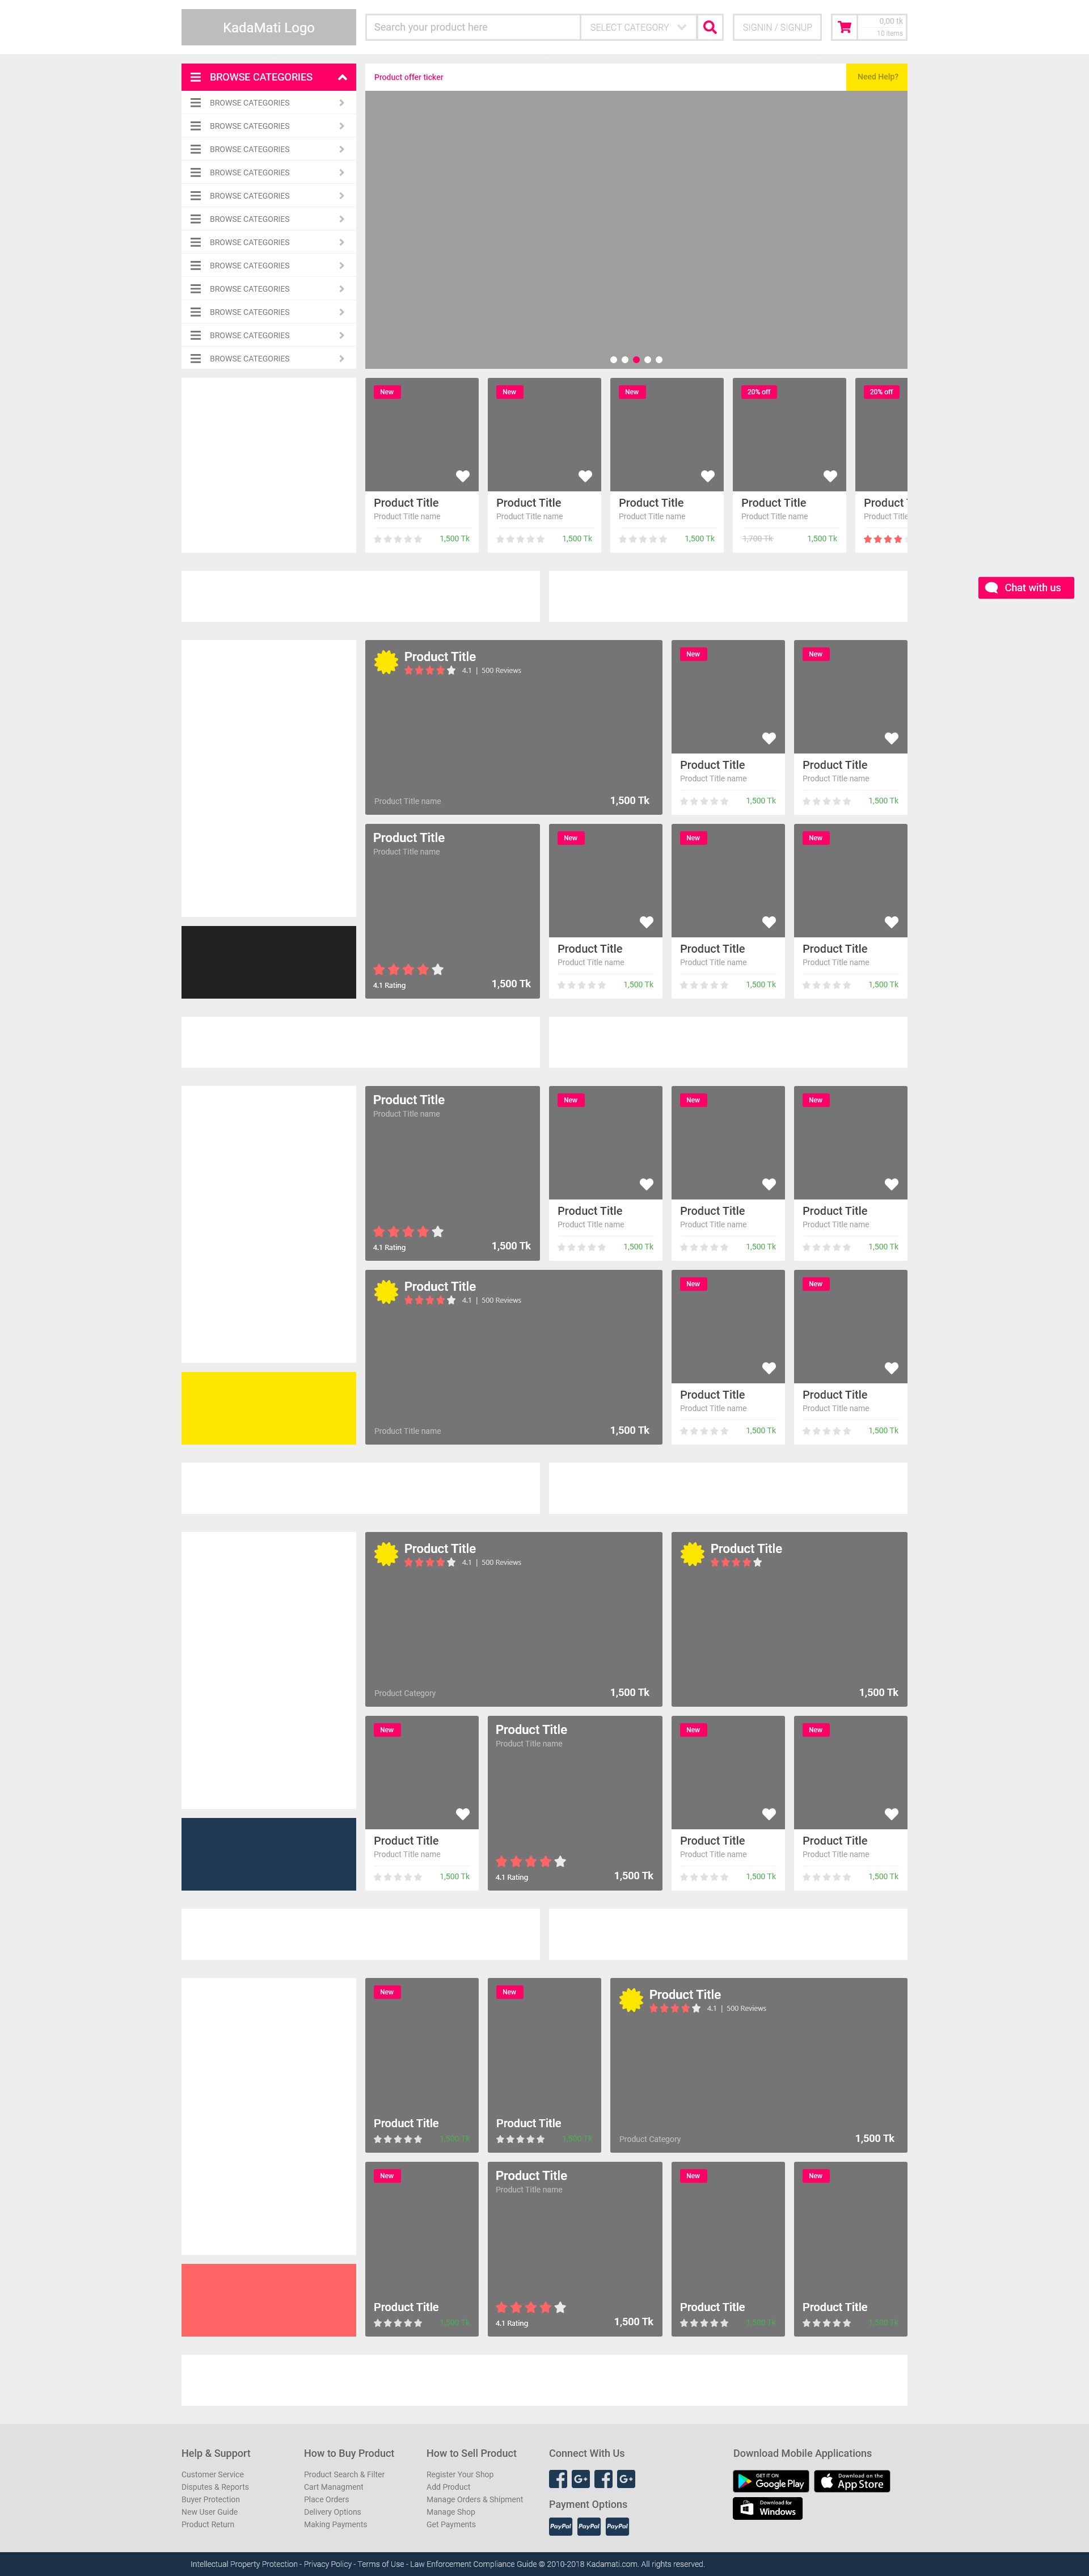 KadaMati Logo
Search your product here
SELECT CATEGORY
SIGNIN / SIGNUP
0,00 tk
10 items
BROWSE CATEGORIES
BROWSE CATEGORIES
BROWSE CATEGORIES
BROWSE CATEGORIES
BROWSE CATEGORIES
BROWSE CATEGORIES
BROWSE CATEGORIES
BROWSE CATEGORIES
BROWSE CATEGORIES
BROWSE CATEGORIES
BROWSE CATEGORIES
BROWSE CATEGORIES
BROWSE CATEGORIES
Product offer ticker
Need Help?
New
New
New
20% off
20% off
Product Title
Product Title
Product Title
Product Title
Product T
Product Title name
Product Title name
Product Title name
Product Title name
Product Title
1,500 Tk
1,500 Tk
1,500 Tk
1,700 Tk
1,500 Tk
Chat with us
Product Title
4.1 | 500 Reviews
Product Title name
1,500 Tk
New
New
Product Title
Product Title
Product Title name
Product Title name
1,500 Tk
1,500 Tk
Product Title
Product Title name
4.1 Rating
1,500 Tk
New
New
New
Product Title
Product Title
Product Title
Product Title name
Product Title name
Product Title name
1,500 Tk
1,500 Tk
1,500 Tk
Product Title
Product Title name
4.1 Rating
1,500 Tk
New
New
New
Product Title
Product Title
Product Title
Product Title name
Product Title name
Product Title name
1,500 Tk
1,500 Tk
1,500 Tk
Product Title
4.1 | 500 Reviews
Product Title name
1,500 Tk
New
New
Product Title
Product Title
Product Title name
Product Title name
1,500 Tk
1,500 Tk
Product Title
4.1 | 500 Reviews
Product Category
1,500 Tk
Product Title
1,500 Tk
New
Product Title
Product Title name
1,500 Tk
Product Title
Product Title name
4.1 Rating
1,500 Tk
New
New
Product Title
Product Title
Product Title name
Product Title name
1,500 Tk
1,500 Tk
New
New
Product Title
Product Title
1,500 Tk
1,500 Tk
Product Title
4.1 | 500 Reviews
Product Category
1,500 Tk
New
Product Title
1,500 Tk
Product Title
Product Title name
4.1 Rating
1,500 Tk
New
New
Product Title
Product Title
1,500 Tk
1,500 Tk
Help & Support
Customer Service
Disputes & Reports
Buyer Protection
New User Guide
Product Return
How to Buy Product
Product Search & Filter
Cart Managment
Place Orders
Delivery Options
Making Payments
How to Sell Product
Register Your Shop
Add Product
Manage Orders & Shipment
Manage Shop
Get Payments
Connect With Us
Payment Options
PayPal
PayPal
PayPal
Download Mobile Applications
GET IT ON
Google Play
Download on the
App Store
Download for
Windows
Intellectual Property Protection - Privacy Policy - Terms of Use - Law Enforcement Compliance Guide © 2010-2018 Kadamati.com. All rights reserved.